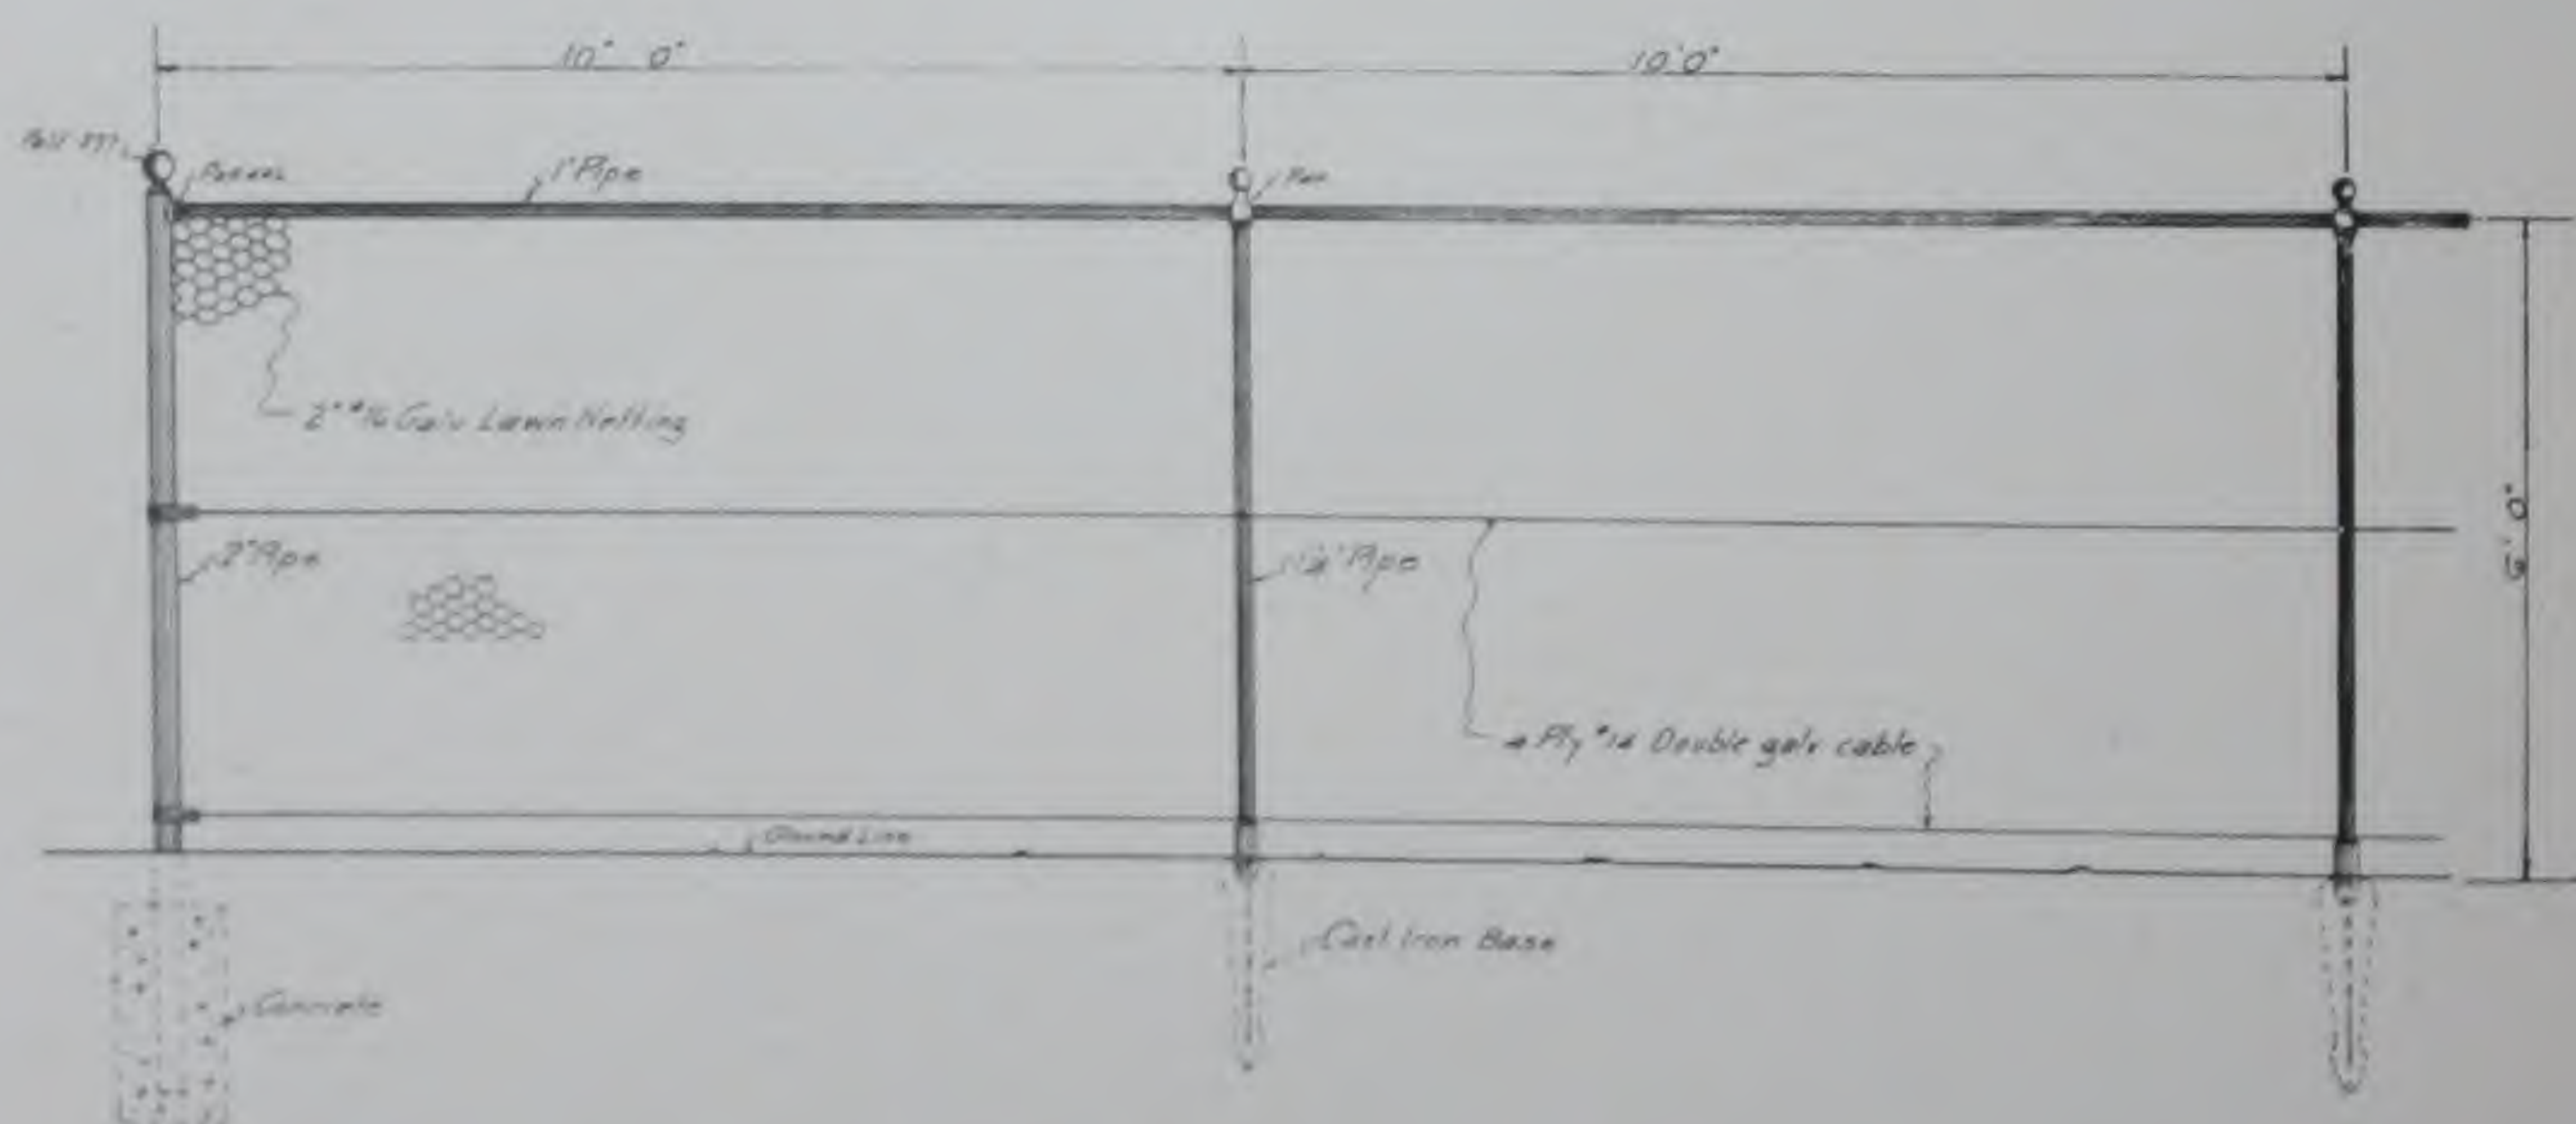 10' 0"
10'0"
1" Pipe
2" #16 Galv Lawn Netting
2" Pipe
Pipe
6'.0"
Ply #14 Double galv cable
Ground Line
Cast Iron Base
Concrete